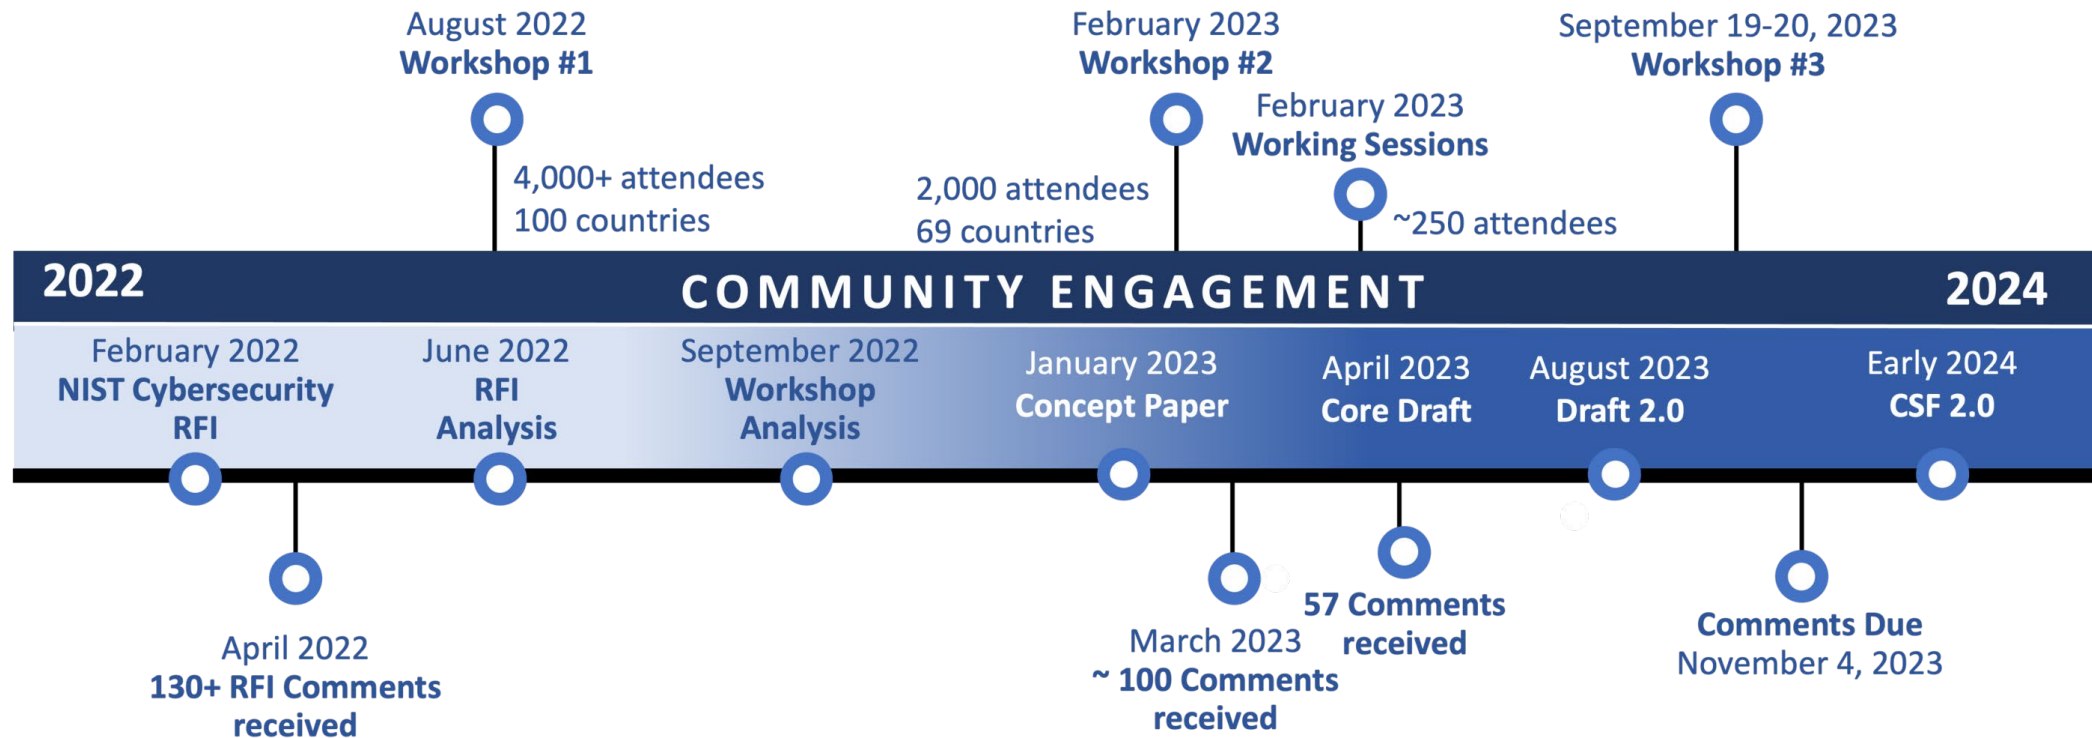 August 2022
Workshop #1
4,000+ attendees
100 countries
February 2023
Workshop #2
2,000 attendees
69 countries
February 2023
Working Sessions
~250 attendees
September 19-20, 2023
Workshop #3
2022
COMMUNITY ENGAGEMENT
2024
February 2022
NIST Cybersecurity
RFI
June 2022
RFI
Analysis
September 2022
Workshop
Analysis
January 2023
Concept Paper
April 2023
Core Draft
August 2023
Draft 2.0
Early 2024
CSF 2.0
April 2022
130+ RFI Comments
received
March 2023
~ 100 Comments
received
57 Comments
received
Comments Due
November 4, 2023